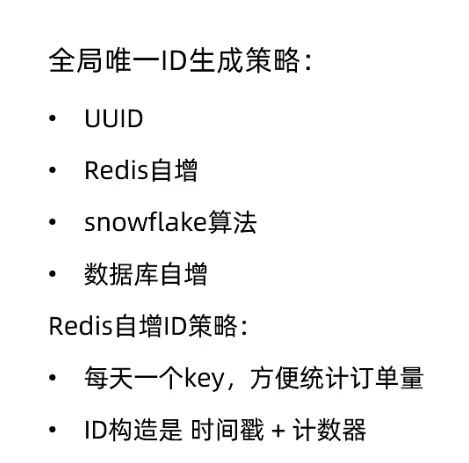 全局唯一ID生成策略：
• UUID
• Redis自增
• snowflake算法
• 数据库自增
Redis自增ID策略：
• 每天一个key，方便统计订单量
• ID构造是 时间戳 + 计数器